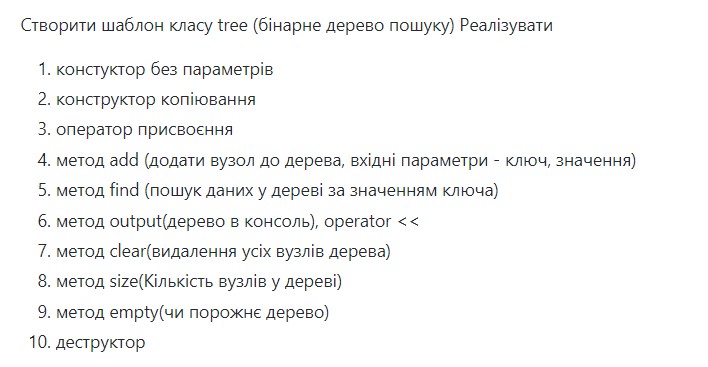 Створити шаблон класу tree (бінарне дерево пошуку) Реалізувати
1. констуктор без параметрів
2. конструктор копіювання
3. оператор присвоєння
4. метод add (додати вузол до дерева, вхідні параметри - ключ, значення)
5. метод find (пошук даних у дереві за значенням ключа)
6. метод output(дерево в консоль), operator <<
7. метод clear(видалення усіх вузлів дерева)
8. метод size(Кількість вузлів у дереві)
9. метод empty(чи порожнє дерево)
10. деструктор